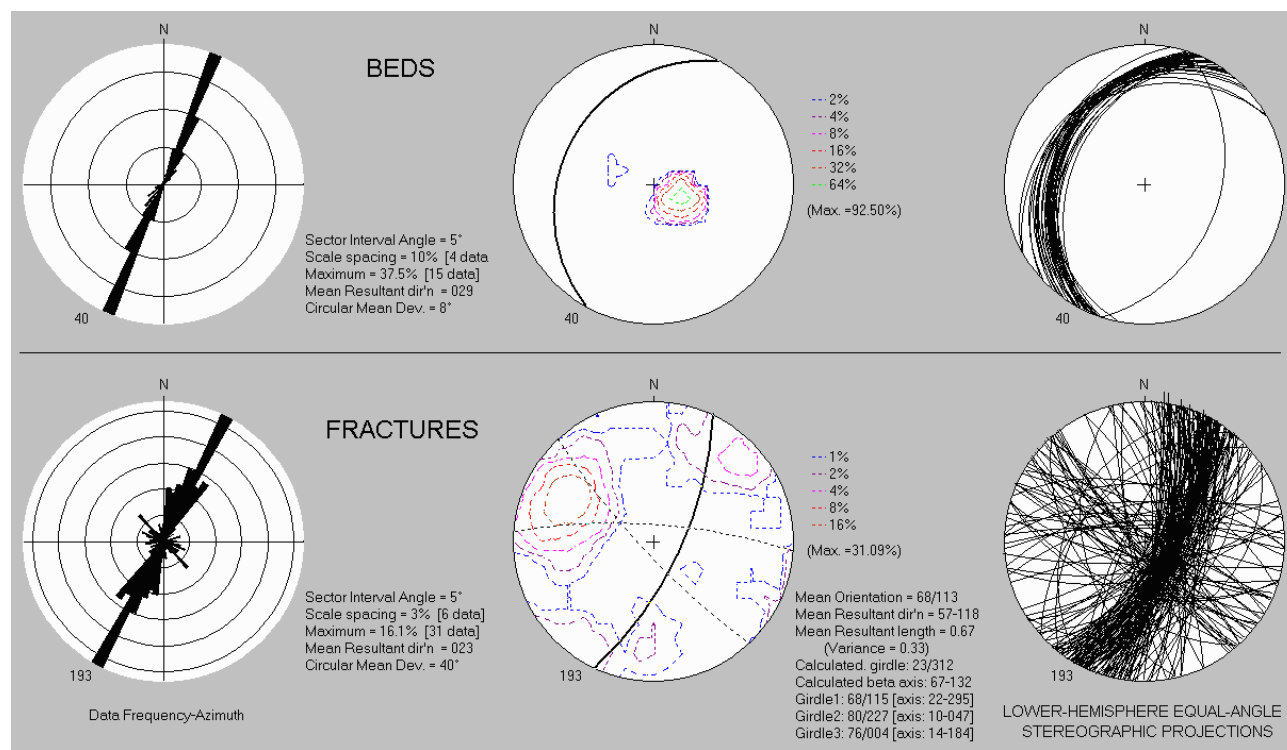 N
N
N
BEDS
2%
4%
8%
16%
32%
64%
(Max. =92.50%)
Sector Interval Angle = 5°
Scale spacing = 10% [4 data
Maximum = 37.5% [15 data]
Mean Resultant dir'n = 029
Circular Mean Dev. = 8°
40
40
40
N
N
N
FRACTURES
1%
2%
4%
8%
16%
(Max. =31.09%)
Sector Interval Angle = 5°
Scale spacing = 3% [6 data]
Maximum = 16.1% [31 data]
Mean Resultant dir'n = 023
Circular Mean Dev. = 40°
Mean Orientation = 68/113
Mean Resultant dir'n = 57-118
Mean Resultant length = 0.67
(Variance = 0.33)
Calculated. girdle: 23/312
Calculated beta axis: 67-132
Girdle1: 68/115 [axis: 22-295]
Girdle2: 80/227 [axis: 10-047]
Girdle3: 76/004 [axis: 14-184]
193
193
193
Data Frequency-Azimuth
LOWER-HEMISPHERE EQUAL-ANGLE
STEREOGRAPHIC PROJECTIONS